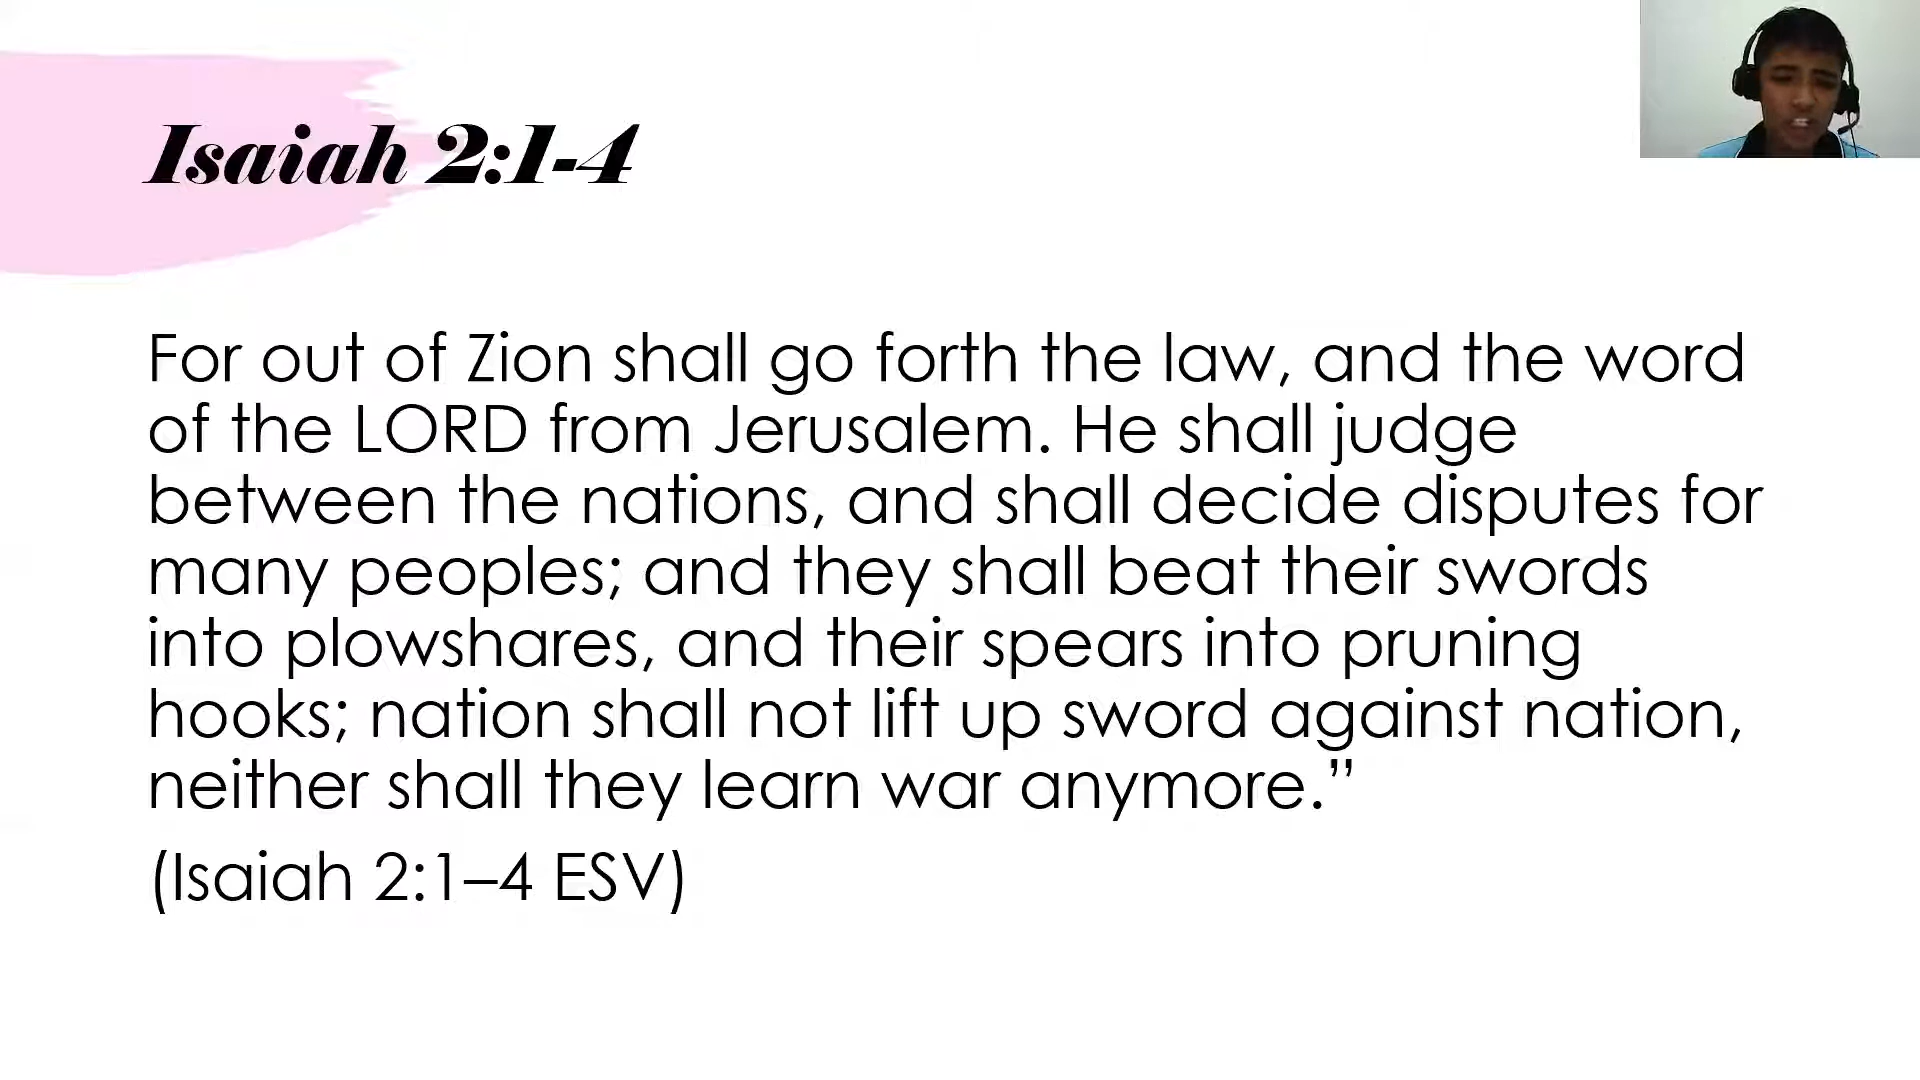 Isaiah 2:1-4
For out of Zion shall go forth the law, and the word
of the LORD from Jerusalem. He shall judge
between the nations, and shall decide disputes for
many peoples; and they shall beat their swords
into plowshares, and their spears into pruning
hooks; nation shall not lift up sword against nation,
neither shall they learn war anymore.”
(Isaiah 2:1–4 ESV)